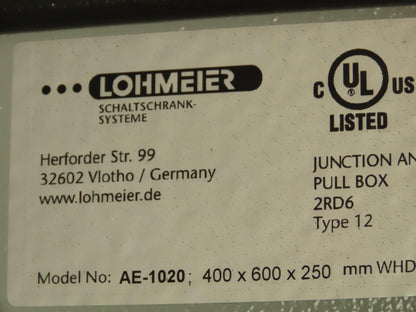 LOHMEIER
SCHALTSCHRANK-
SYSTEME
C UL US
LISTED
Herforder Str. 99
32602 Vlotho / Germany
www.lohmeier.de
JUNCTION AN
PULL BOX
2RD6
Type 12
Model No: AE-1020; 400 x 600 x 250 mm WHD